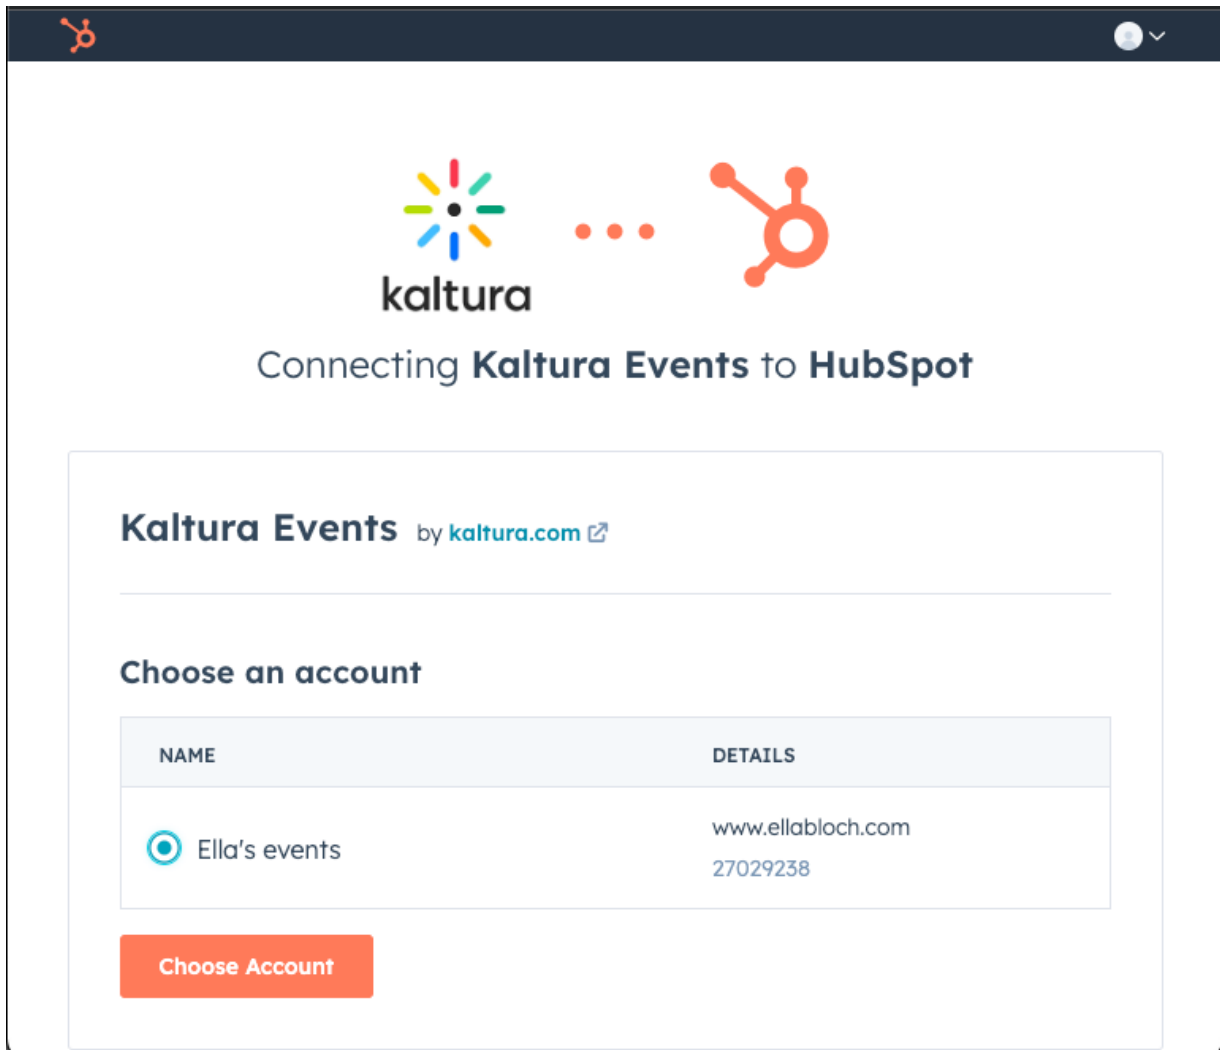 kaltura
Connecting Kaltura Events to HubSpot
Kaltura Events by kaltura.com
Choose an account
NAME DETAILS
www.ellabloch.com
Ella's events
27029238
Choose Account